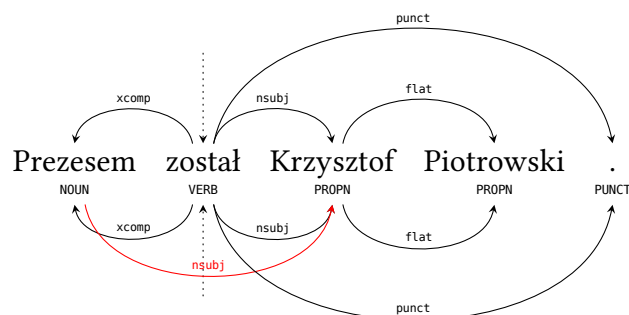 punct
xcomp nsubj flat
Prezesem został Krzysztof Piotrowski .
NOUN VERB PROPN PROPN PUNCT
xcomp nsubj flat
nsubj
punct